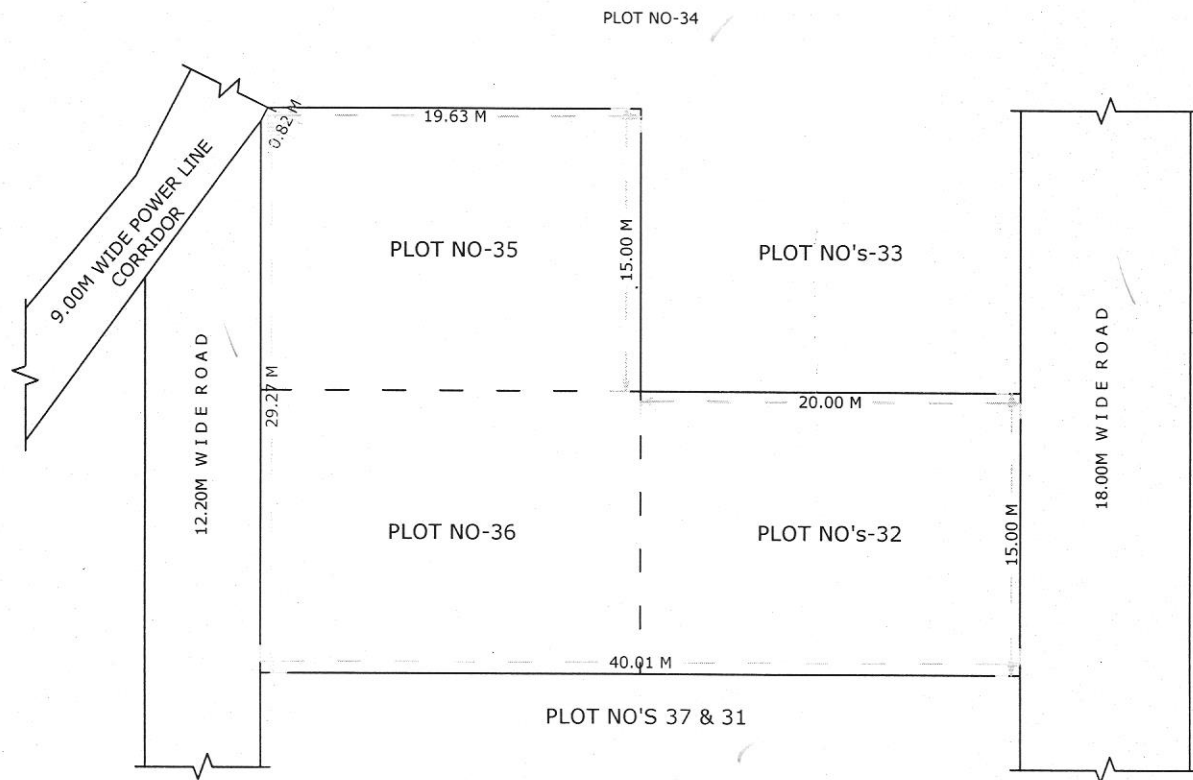 PLOT NO-34
19.63 M
0.82 M
9.00M WIDE POWER LINE
CORRIDOR
PLOT NO-35
15.00 M
PLOT NO's-33
12.20M WIDE ROAD
29.27 M
20.00 M
18.00M WIDE ROAD
PLOT NO-36
PLOT NO's-32
15.00 M
40.01 M
PLOT NO'S 37 & 31